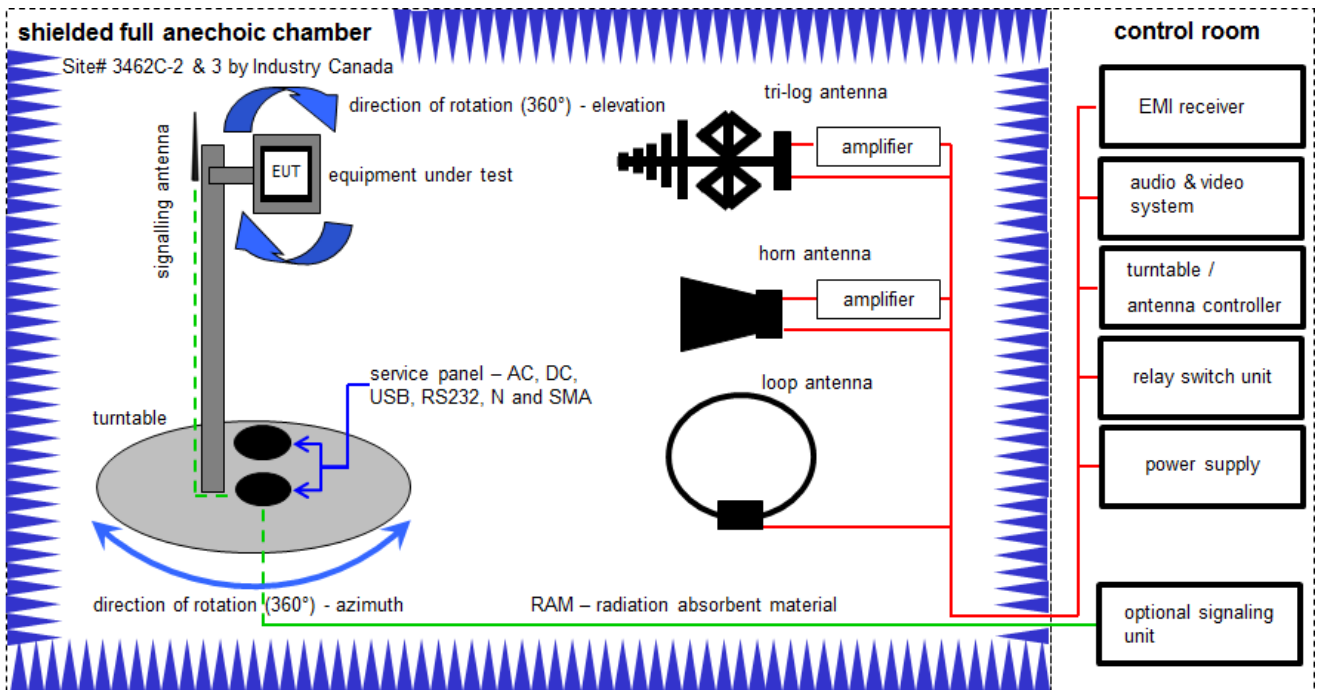 shielded full anechoic chamber
Site# 3462C-2 & 3 by Industry Canada
direction of rotation (360°) - elevation
signalling antenna
EUT
equipment under test
service panel – AC, DC,
USB, RS232, N and SMA
turntable
direction of rotation (360°) - azimuth
tri-log antenna
amplifier
horn antenna
amplifier
loop antenna
RAM – radiation absorbent material
control room
EMI receiver
audio & video
system
turntable /
antenna controller
relay switch unit
power supply
optional signaling
unit